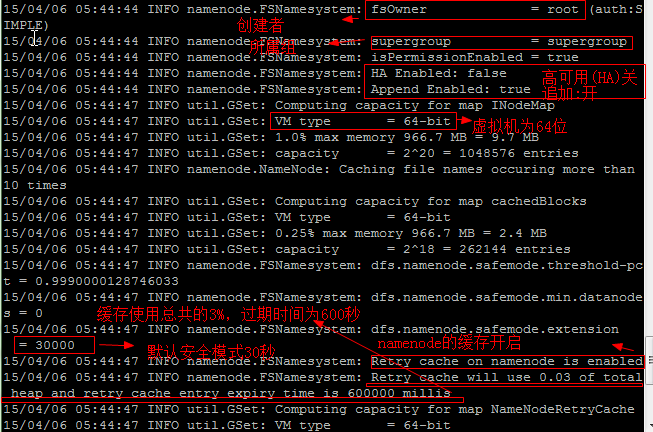 15/04/06 05:44:44 INFO namenode.FSNamesystem: fsOwner = root (auth:S
IMPLE)
创建者
15/04/06 05:44:44 INFO namenode.FSNamesystem: supergroup = supergroup
所属组
15/04/06 05:44:44 INFO namenode.FSNamesystem: isPermissionEnabled = true
15/04/06 05:44:44 INFO namenode.FSNamesystem: HA Enabled: false
高可用(HA)关
15/04/06 05:44:44 INFO namenode.FSNamesystem: Append Enabled: true
追加:开
15/04/06 05:44:47 INFO util.GSet: Computing capacity for map INodeMap
15/04/06 05:44:47 INFO util.GSet: VM type = 64-bit
虚拟机为64位
15/04/06 05:44:47 INFO util.GSet: 1.0% max memory 966.7 MB = 9.7 MB
15/04/06 05:44:47 INFO util.GSet: capacity = 2^20 = 1048576 entries
15/04/06 05:44:47 INFO namenode.NameNode: Caching file names occuring more than
10 times
15/04/06 05:44:47 INFO util.GSet: Computing capacity for map cachedBlocks
15/04/06 05:44:47 INFO util.GSet: VM type = 64-bit
15/04/06 05:44:47 INFO util.GSet: 0.25% max memory 966.7 MB = 2.4 MB
15/04/06 05:44:47 INFO util.GSet: capacity = 2^18 = 262144 entries
15/04/06 05:44:47 INFO namenode.FSNamesystem: dfs.namenode.safemode.threshold-pc
t = 0.9990000128746033
15/04/06 05:44:47 INFO namenode.FSNamesystem: dfs.namenode.safemode.min.datanode
s = 0
缓存使用总共的3%，过期时间为600秒
15/04/06 05:44:47 INFO namenode.FSNamesystem: dfs.namenode.safemode.extension
= 30000
默认安全模式30秒
namenode的缓存开启
15/04/06 05:44:47 INFO namenode.FSNamesystem: Retry cache on namenode is enabled
15/04/06 05:44:47 INFO namenode.FSNamesystem: Retry cache will use 0.03 of total
heap and retry cache entry expiry time is 600000 millis
15/04/06 05:44:47 INFO util.GSet: Computing capacity for map NameNodeRetryCache